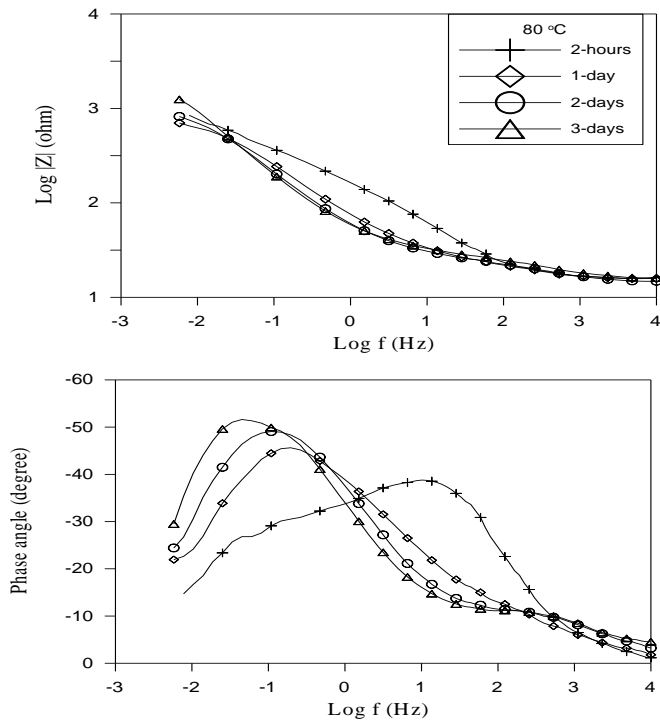 4
80 °C
2-hours
1-day
2-days
3-days
3
2
1
Log |Z| (ohm)
-3 -2 -1 0 1 2 3 4
Log f (Hz)
-60
-50
-40
-30
-20
-10
0
Phase angle (degree)
-3 -2 -1 0 1 2 3 4
Log f (Hz)